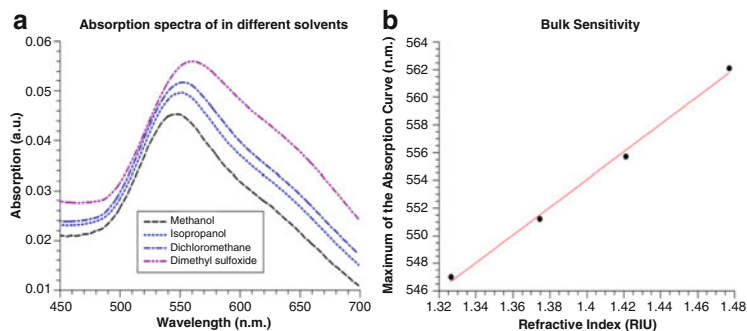 a
Absorption spectra of in different solvents
0.06
0.05
0.04
0.03
0.02
0.01
Absorption (a.u.)
Methanol
Isopropanol
Dichloromethane
Dimethyl sulfoxide
450 500 550 600 650 700
Wavelength (n.m.)
b
Bulk Sensitivity
564
562
560
558
556
554
552
550
548
546
Maximum of the Absorption Curve (n.m.)
1.32 1.34 1.36 1.38 1.4 1.42 1.44 1.46 1.48
Refractive Index (RIU)